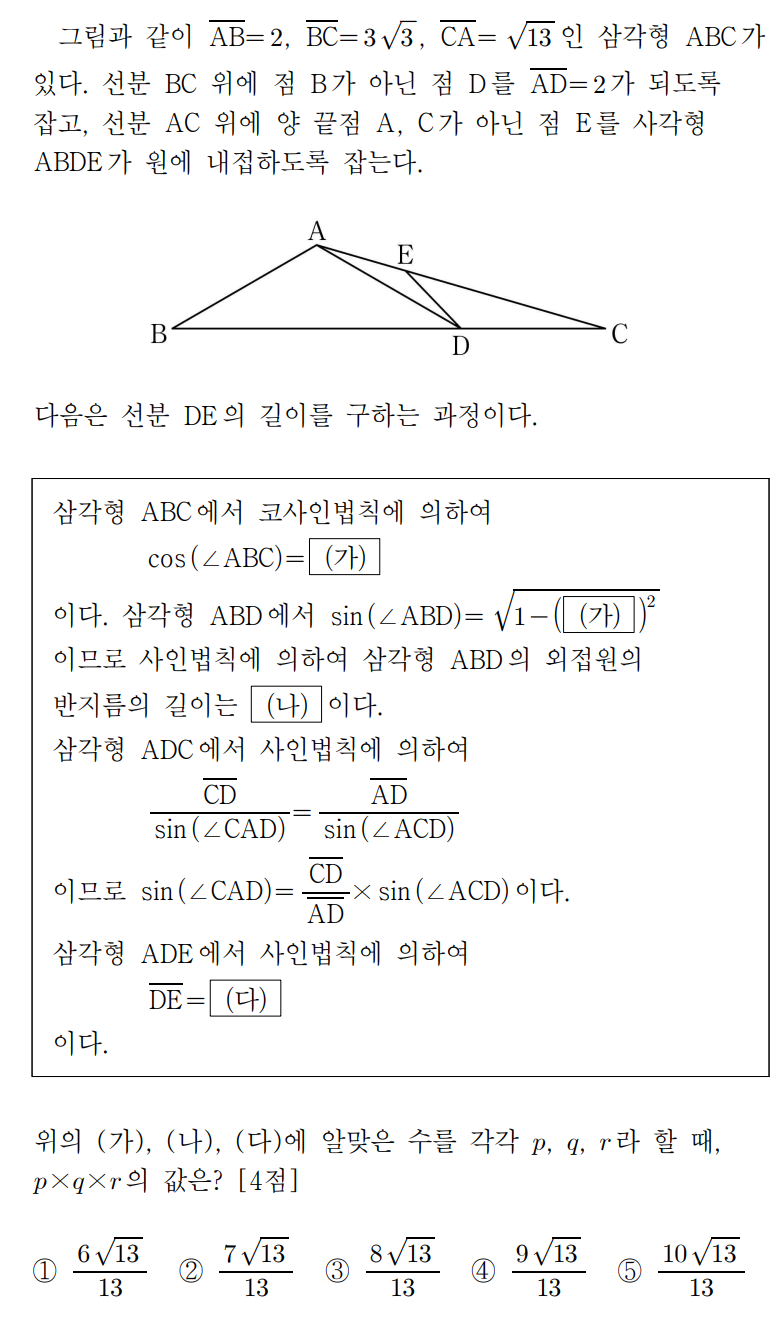 그림과 같이 $\overline{AB}=2$, $\overline{BC}=3\sqrt{3}$, $\overline{CA}=\sqrt{13}$ 인 삼각형 ABC가
있다. 선분 BC 위에 점 B가 아닌 점 D를 $\overline{AD}=2$가 되도록
잡고, 선분 AC 위에 양 끝점 A, C가 아닌 점 E를 사각형
ABDE가 원에 내접하도록 잡는다.
A
E
B
D
C
다음은 선분 DE의 길이를 구하는 과정이다.
삼각형 ABC에서 코사인법칙에 의하여
cos(∠ABC)= (가)
이다. 삼각형 ABD에서 $\sin(∠ABD)=\sqrt{1-(\boxed{(가)})^2}$
이므로 사인법칙에 의하여 삼각형 ABD의 외접원의
반지름의 길이는 (나) 이다.
삼각형 ADC에서 사인법칙에 의하여
$\frac{\overline{CD}}{\sin(∠CAD)}=\frac{\overline{AD}}{\sin(∠ACD)}$
이므로 $\sin(∠CAD)=\frac{\overline{CD}}{\overline{AD}}×\sin(∠ACD)$이다.
삼각형 ADE에서 사인법칙에 의하여
$\overline{DE}$= (다)
이다.
위의 (가), (나), (다)에 알맞은 수를 각각 p, q, r라 할 때,
p×q×r의 값은? [4점]
① $\frac{6\sqrt{13}}{13}$ ② $\frac{7\sqrt{13}}{13}$ ③ $\frac{8\sqrt{13}}{13}$ ④ $\frac{9\sqrt{13}}{13}$ ⑤ $\frac{10\sqrt{13}}{13}$